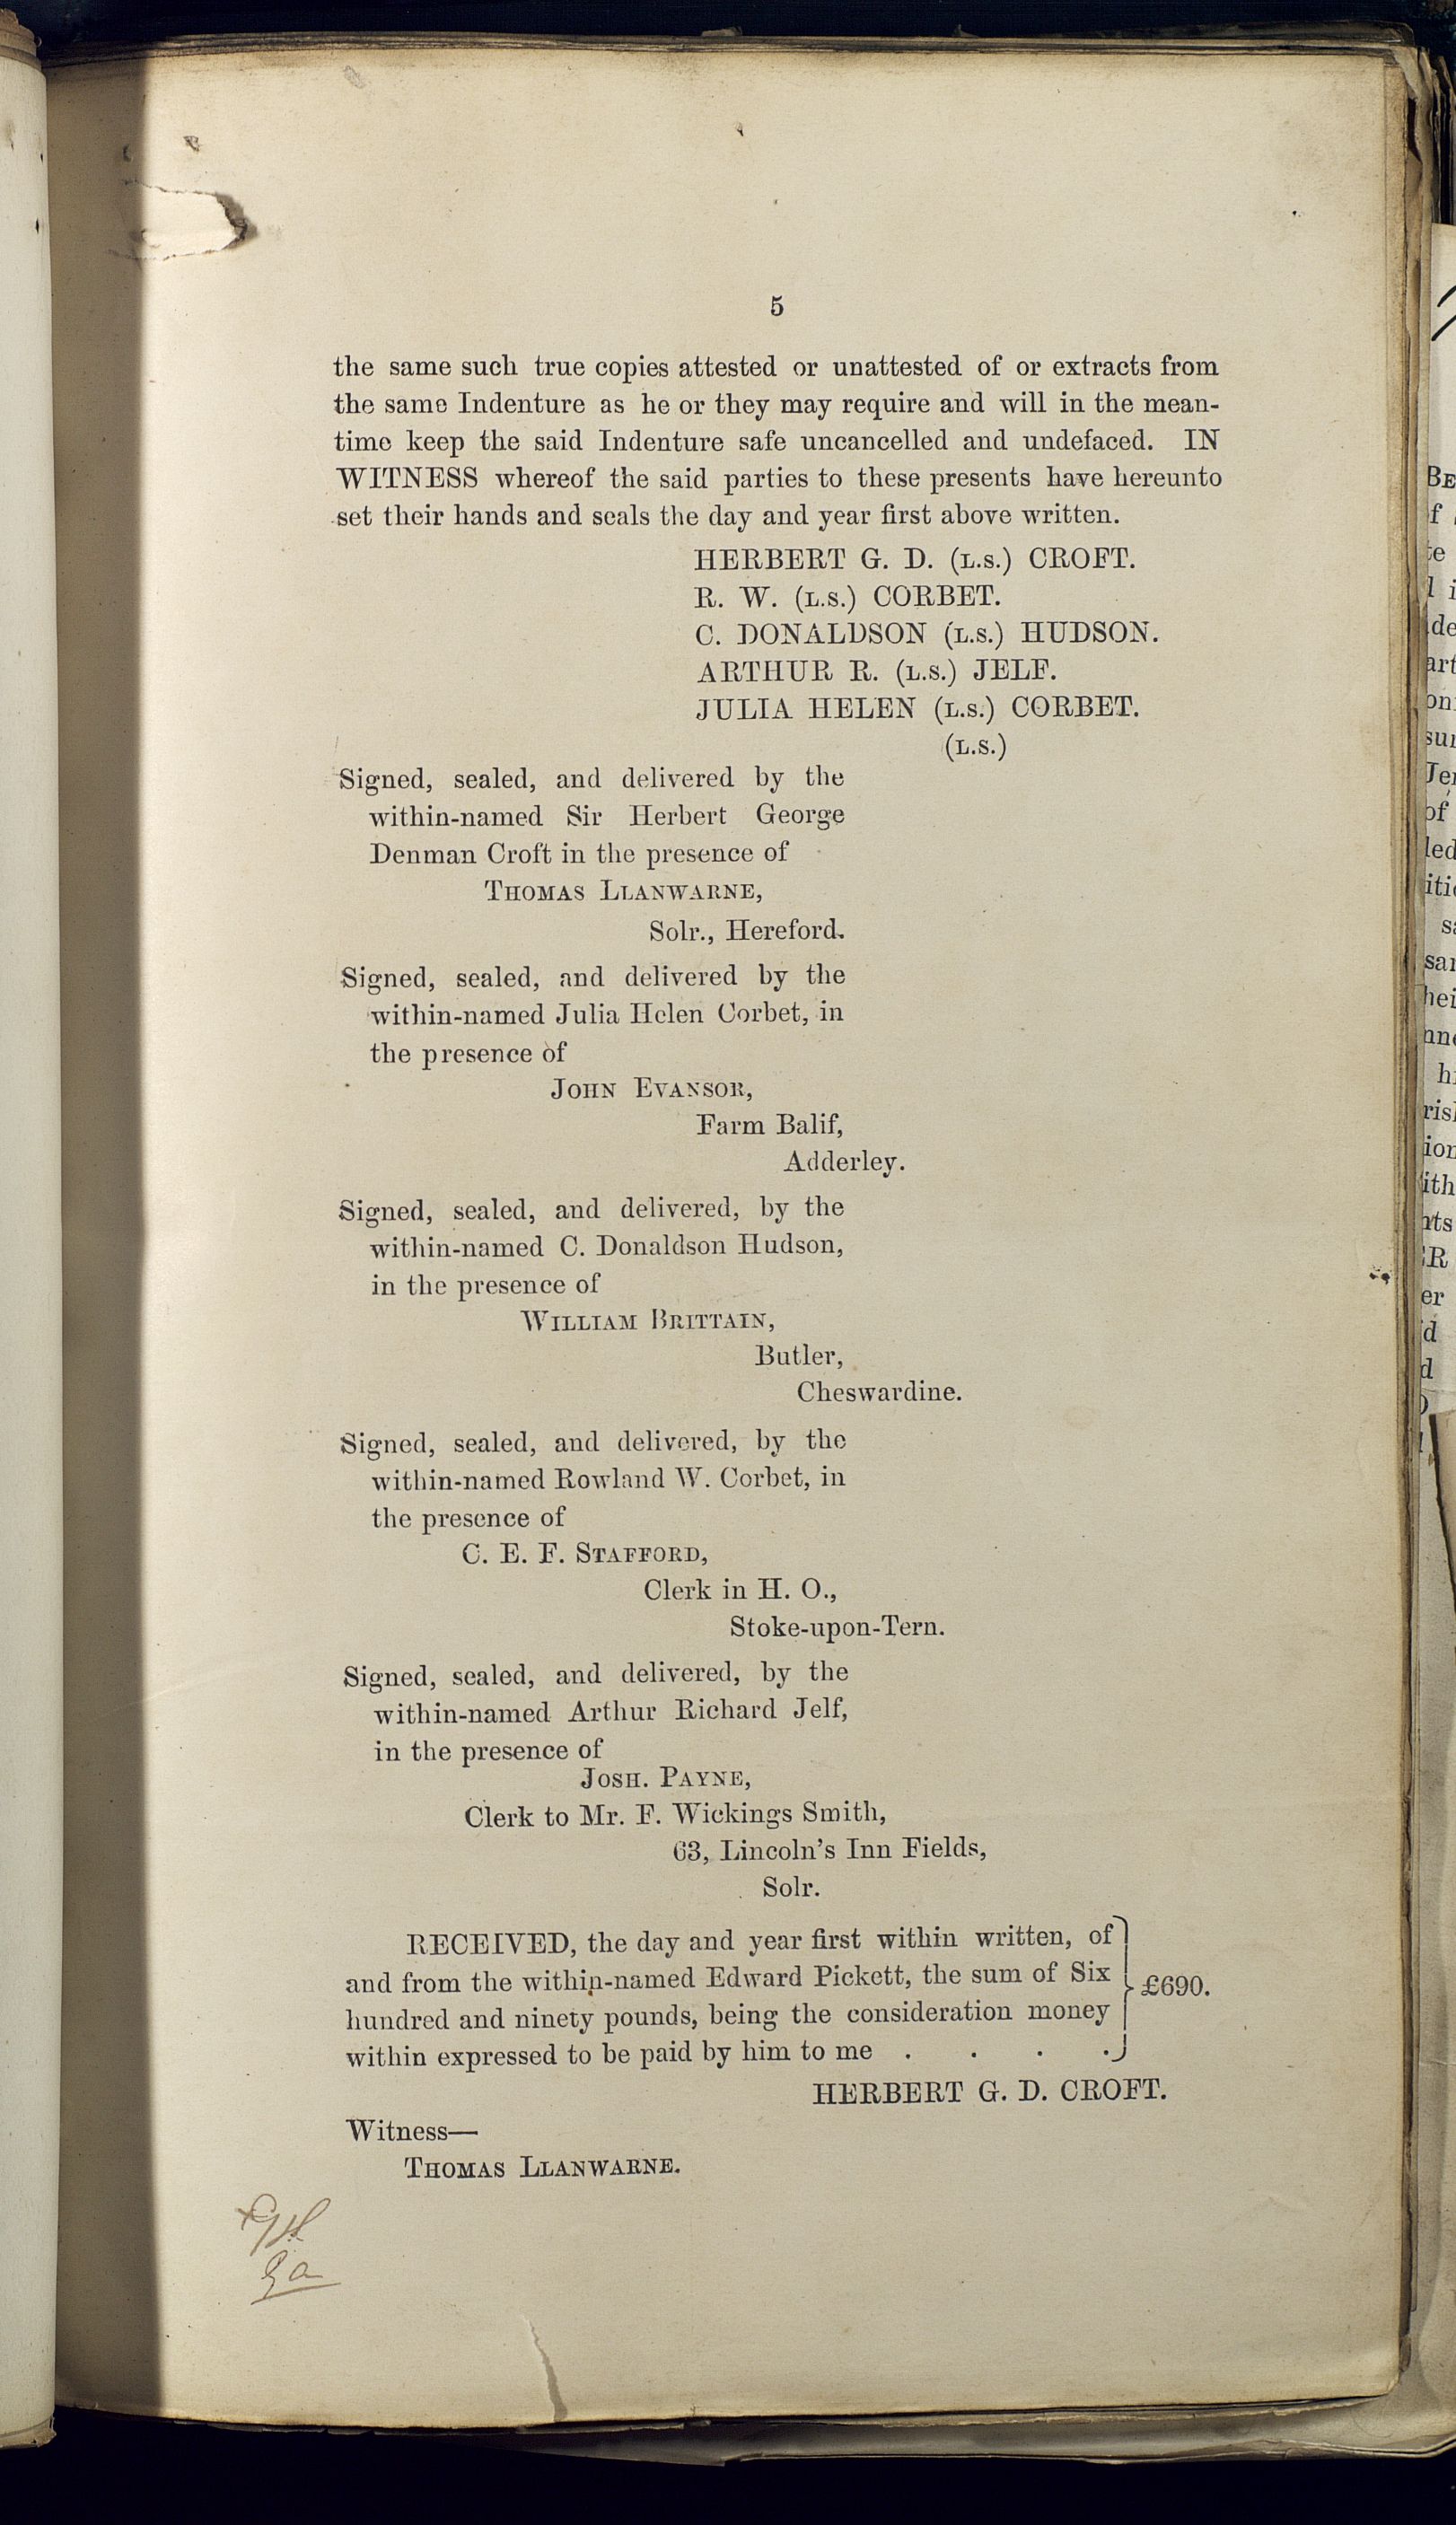 5
the same such true copies attested or unattested of or extracts from
the same Indenture as he or they may require and will in the mean-
time keep the said Indenture safe uncancelled and undefaced. IN
WITNESS whereof the said parties to these presents have hereunto
set their hands and seals the day and year first above written.
HERBERT G. D. (L.S.) CROFT.
R. W. (L.S.) CORBET.
C. DONALDSON (L.S.) HUDSON.
ARTHUR R. (L.S.) JELF.
JULIA HELEN (L.S.) CORBET.
(L.S.)
Signed, sealed, and delivered by the
within-named Sir Herbert George
Denman Croft in the presence of
THOMAS LLANWARNE,
Solr., Hereford.
Signed, sealed, and delivered by the
within-named Julia Helen Corbet, in
the presence of
JOHN EVANSOR,
Farm Balif,
Adderley.
Signed, sealed, and delivered, by the
within-named C. Donaldson Hudson,
in the presence of
WILLIAM BRITTAIN,
Butler,
Cheswardine.
Signed, sealed, and delivered, by the
within-named Rowland W. Corbet, in
the presence of
C. E. F. STAFFORD,
Clerk in H. O.,
Stoke-upon-Tern.
Signed, sealed, and delivered, by the
within-named Arthur Richard Jelf,
in the presence of
JOSH. PAYNE,
Clerk to Mr. F. Wickings Smith,
63, Lincoln's Inn Fields,
Solr.
RECEIVED, the day and year first within written, of
and from the within-named Edward Pickett, the sum of Six
hundred and ninety pounds, being the consideration money
within expressed to be paid by him to me . . . .
£690.
HERBERT G. D. CROFT.
Witness—
THOMAS LLANWARNE.